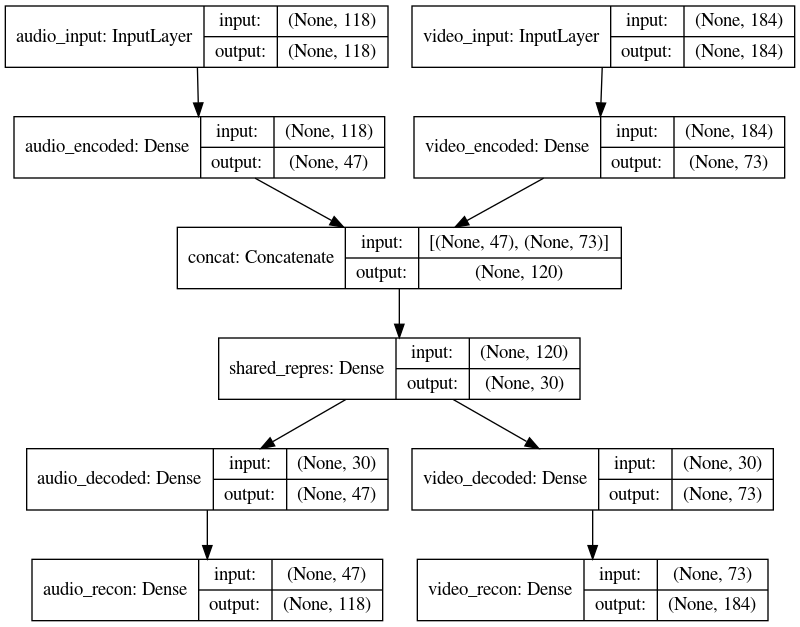 audio_input: InputLayer
input:
(None, 118)
output:
(None, 118)
video_input: InputLayer
input:
(None, 184)
output:
(None, 184)
audio_encoded: Dense
input:
(None, 118)
output:
(None, 47)
video_encoded: Dense
input:
(None, 184)
output:
(None, 73)
concat: Concatenate
input:
[(None, 47), (None, 73)]
output:
(None, 120)
shared_repres: Dense
input:
(None, 120)
output:
(None, 30)
audio_decoded: Dense
input:
(None, 30)
output:
(None, 47)
video_decoded: Dense
input:
(None, 30)
output:
(None, 73)
audio_recon: Dense
input:
(None, 47)
output:
(None, 118)
video_recon: Dense
input:
(None, 73)
output:
(None, 184)